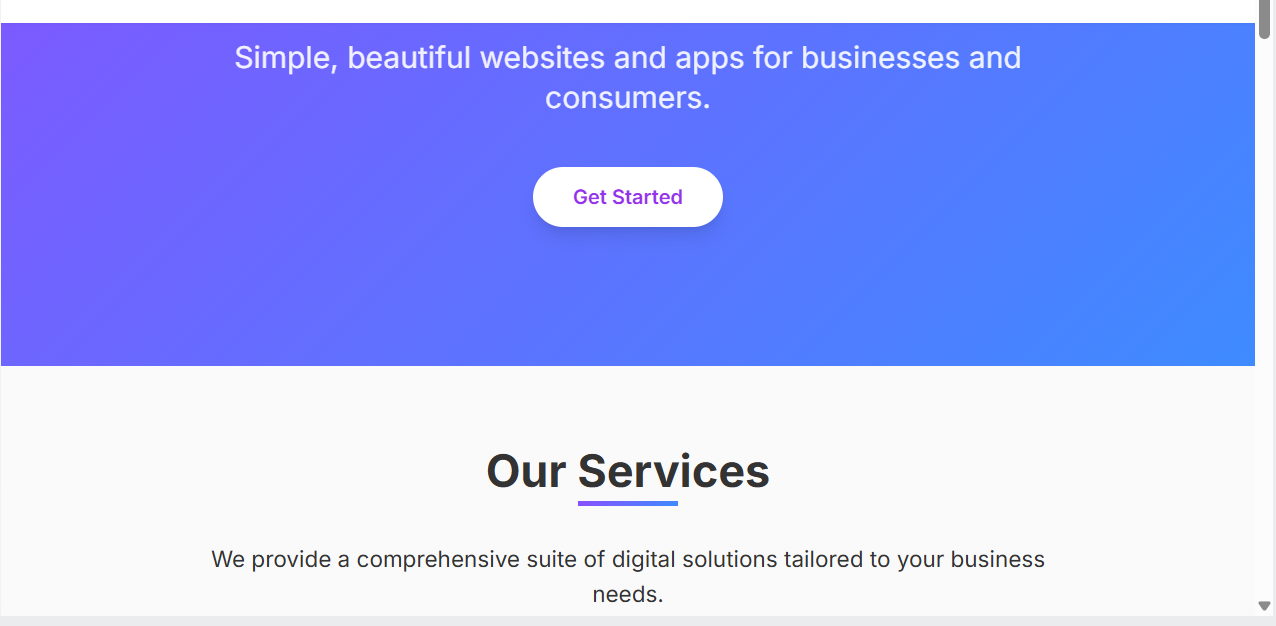 Simple, beautiful websites and apps for businesses and
consumers.
Get Started
Our Services
We provide a comprehensive suite of digital solutions tailored to your business
needs.